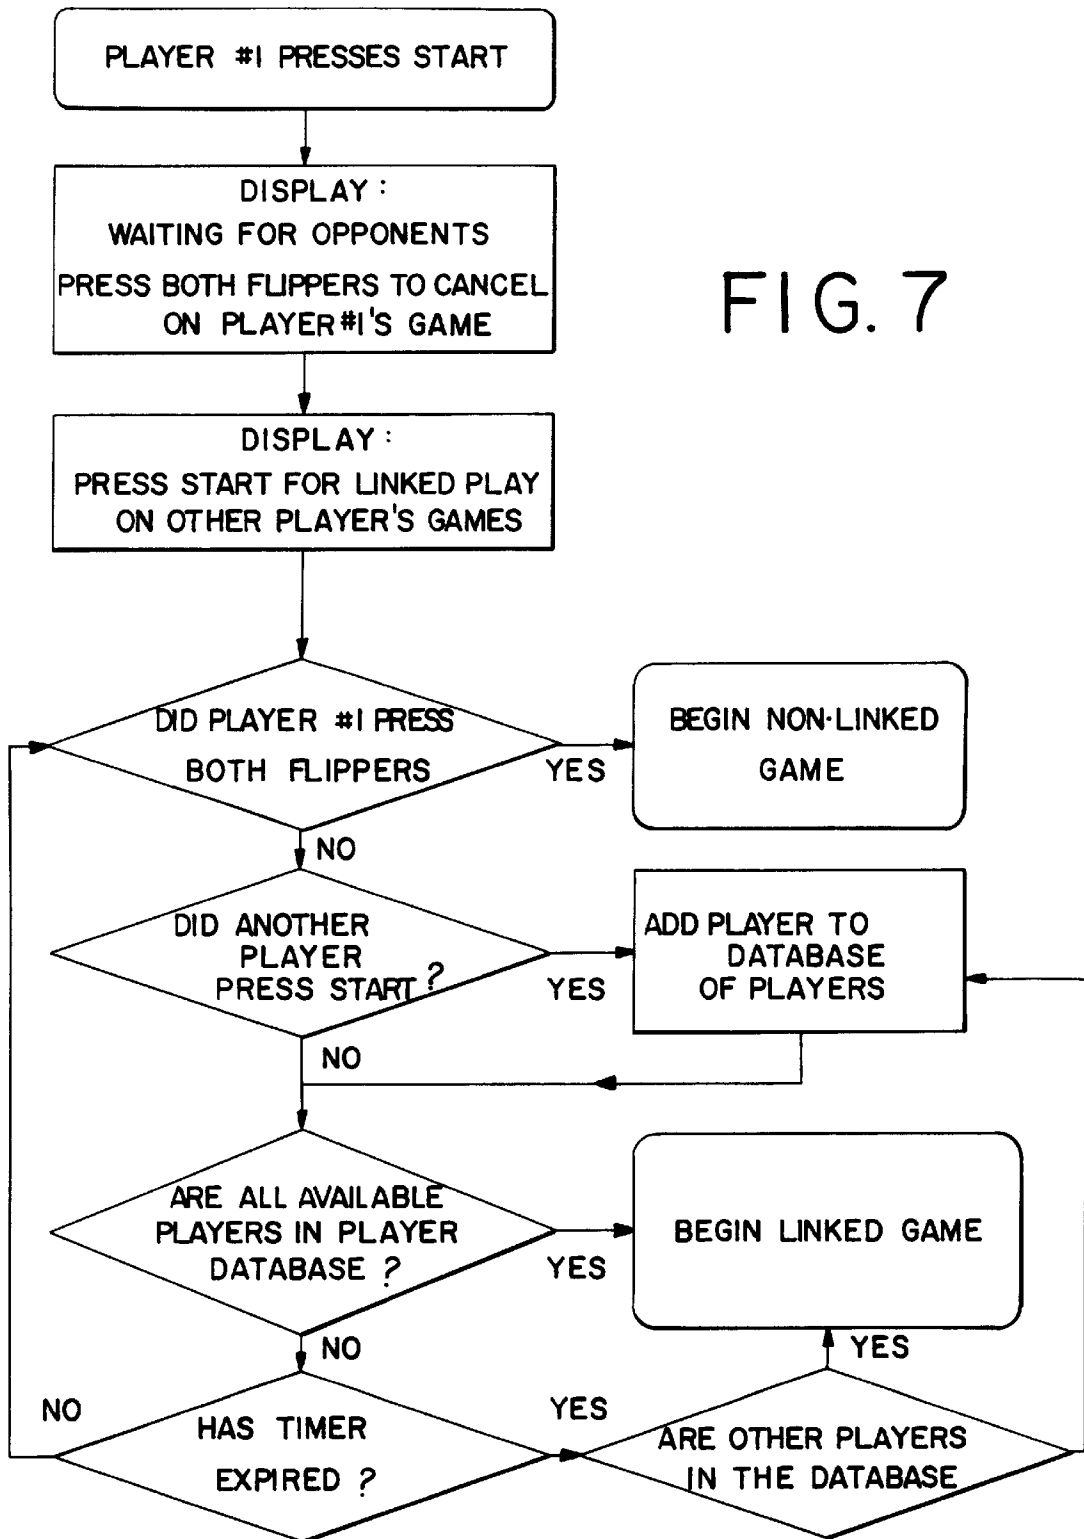 PLAYER #1 PRESSES START
DISPLAY:
WAITING FOR OPPONENTS
PRESS BOTH FLIPPERS TO CANCEL
ON PLAYER #1'S GAME
FIG. 7
DISPLAY:
PRESS START FOR LINKED PLAY
ON OTHER PLAYER'S GAMES
DID PLAYER #1 PRESS
BOTH FLIPPERS
YES
BEGIN NON-LINKED
GAME
NO
DID ANOTHER
PLAYER
PRESS START?
YES
ADD PLAYER TO
DATABASE
OF PLAYERS
NO
ARE ALL AVAILABLE
PLAYERS IN PLAYER
DATABASE ?
YES
BEGIN LINKED GAME
NO
YES
NO
HAS TIMER
EXPIRED ?
YES
ARE OTHER PLAYERS
IN THE DATABASE